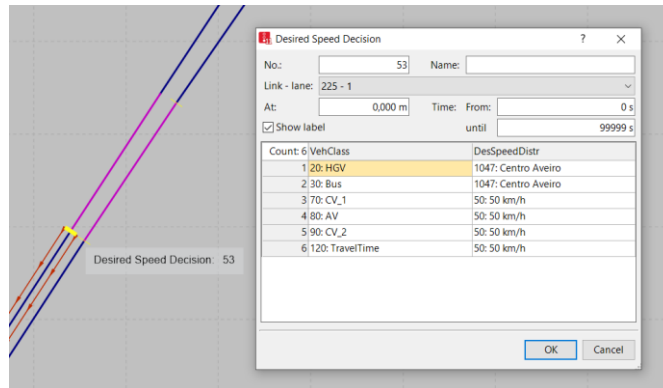 Desired Speed Decision ? ×
No.: 53 Name:
Link - lane: 225 - 1
At: 0,000 m Time: From: 0 s
Show label until 99999 s
Count: 6 VehClass DesSpeedDistr
1 20: HGV 1047: Centro Aveiro
2 30: Bus 1047: Centro Aveiro
3 70: CV_1 50: 50 km/h
4 80: AV 50: 50 km/h
5 90: CV_2 50: 50 km/h
6 120: TravelTime 50: 50 km/h
Desired Speed Decision: 53
OK Cancel